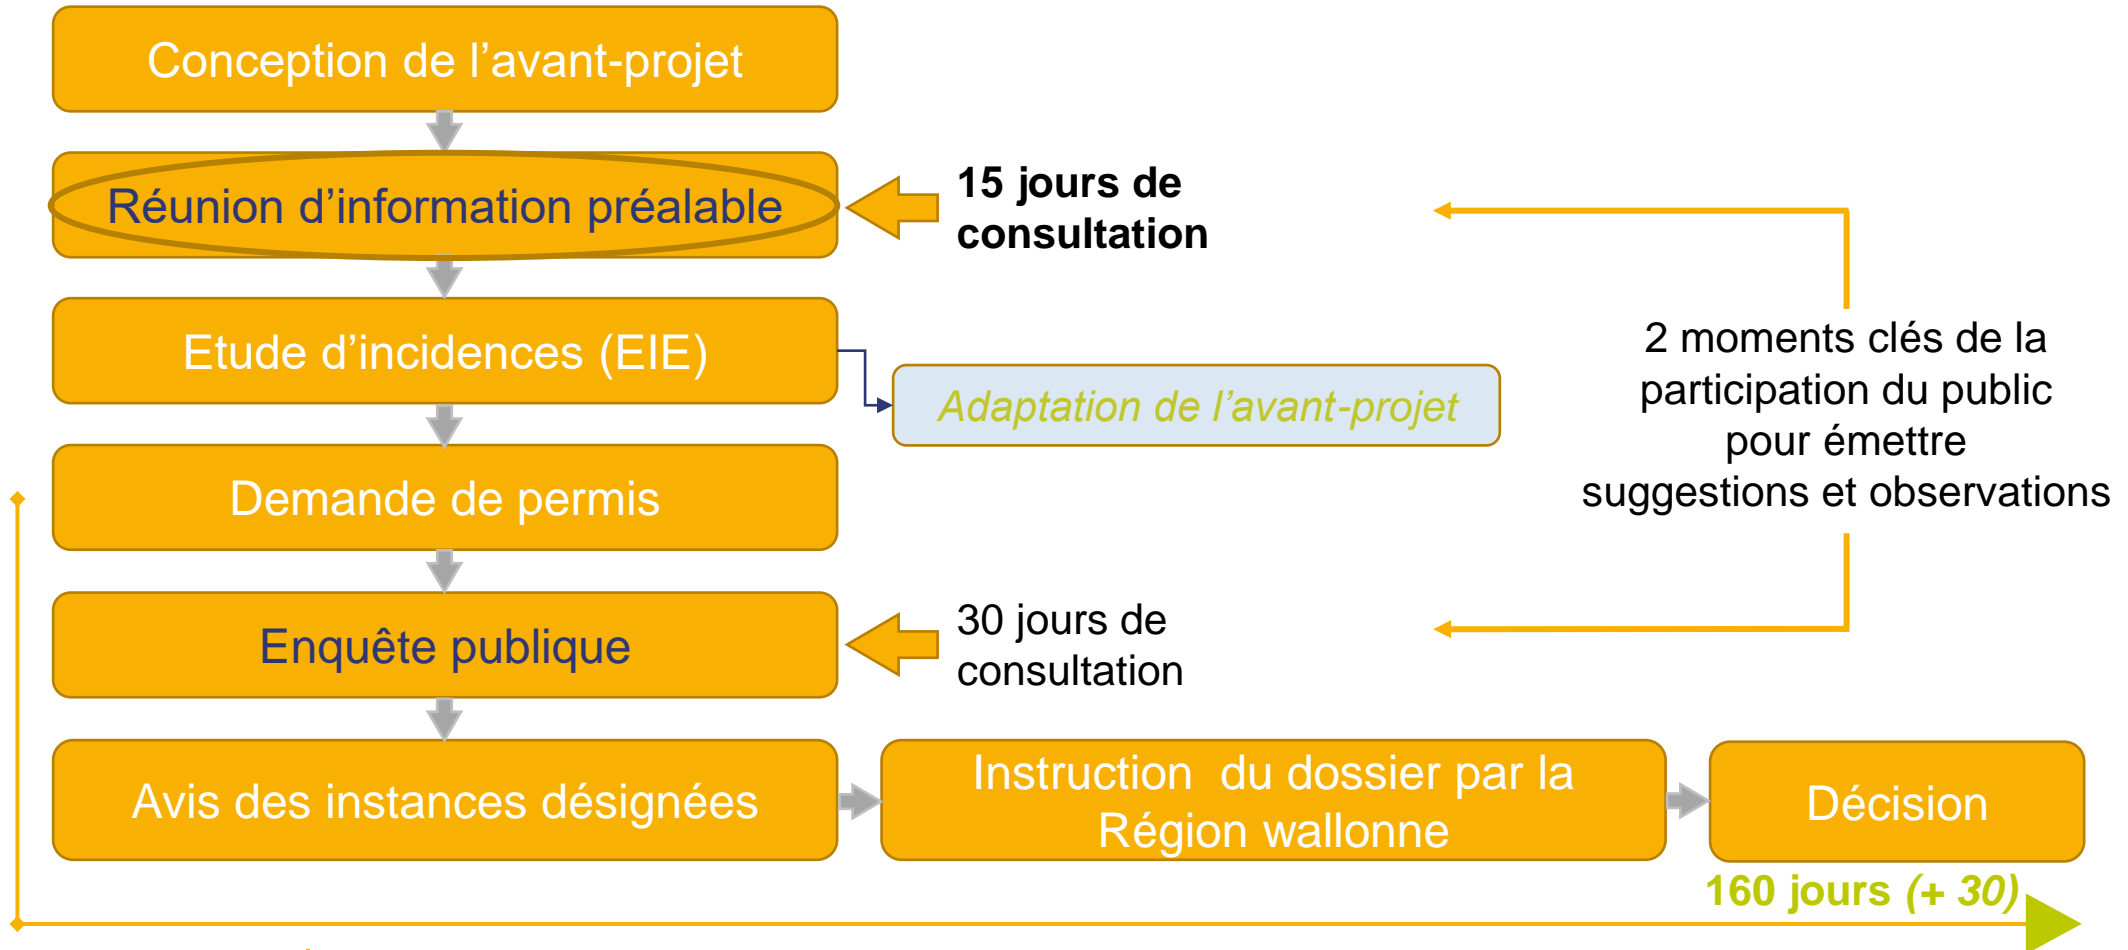 Conception de l’avant-projet
Réunion d’information préalable
15 jours de
consultation
Etude d’incidences (EIE)
Adaptation de l’avant-projet
2 moments clés de la
participation du public
pour émettre
suggestions et observations
Demande de permis
Enquête publique
30 jours de
consultation
Avis des instances désignées
Instruction du dossier par la
Région wallonne
Décision
160 jours (+ 30)